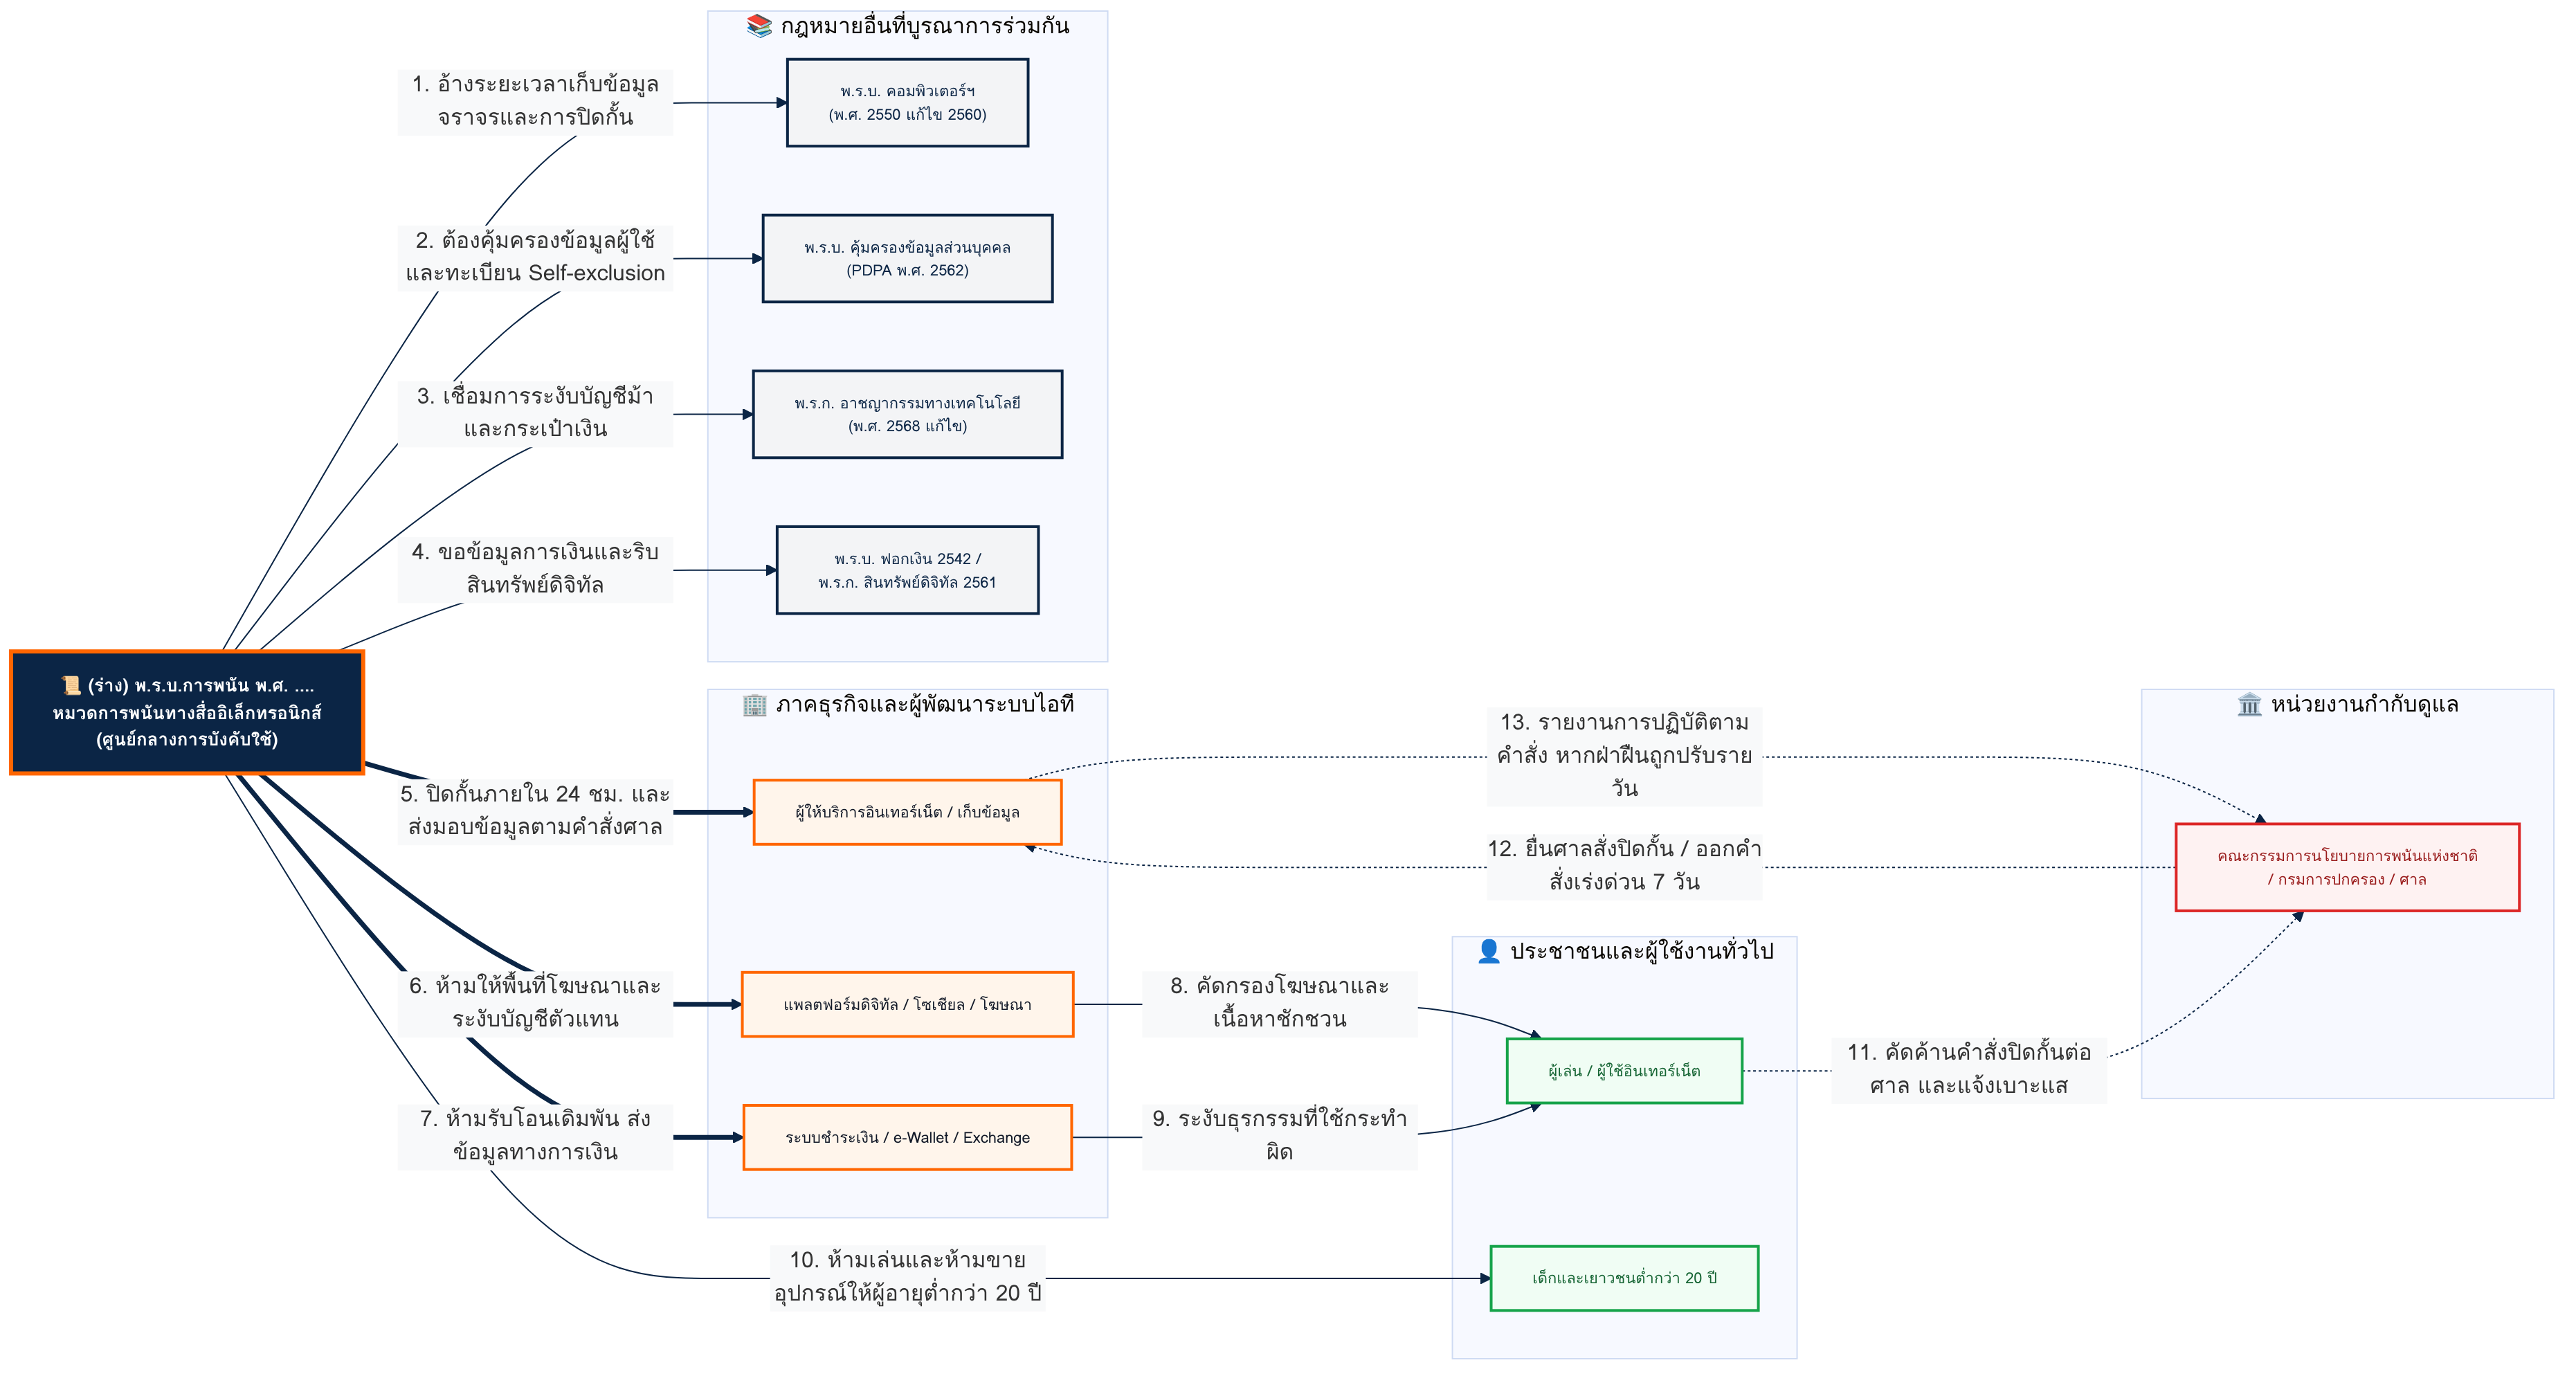 📚 กฎหมายอื่นที่บูรณาการร่วมกัน
1. อ้างระยะเวลาเก็บข้อมูล
จราจรและการปิดกั้น
พ.ร.บ. คอมพิวเตอร์ฯ
(พ.ศ. 2550 แก้ไข 2560)
2. ต้องคุ้มครองข้อมูลผู้ใช้
และทะเบียน Self-exclusion
พ.ร.บ. คุ้มครองข้อมูลส่วนบุคคล
(PDPA พ.ศ. 2562)
3. เชื่อมการระงับบัญชีม้า
และกระเป๋าเงิน
พ.ร.ก. อาชญากรรมทางเทคโนโลยี
(พ.ศ. 2568 แก้ไข)
4. ขอข้อมูลการเงินและริบ
สินทรัพย์ดิจิทัล
พ.ร.บ. ฟอกเงิน 2542 /
พ.ร.ก. สินทรัพย์ดิจิทัล 2561
📜 (ร่าง) พ.ร.บ.การพนัน พ.ศ. ....
หมวดการพนันทางสื่ออิเล็กทรอนิกส์
(ศูนย์กลางการบังคับใช้)
🏢 ภาคธุรกิจและผู้พัฒนาระบบไอที
5. ปิดกั้นภายใน 24 ชม. และ
ส่งมอบข้อมูลตามคำสั่งศาล
ผู้ให้บริการอินเทอร์เน็ต / เก็บข้อมูล
13. รายงานการปฏิบัติตาม
คำสั่ง หากฝ่าฝืนถูกปรับราย
วัน
12. ยื่นศาลสั่งปิดกั้น / ออกคำ
สั่งเร่งด่วน 7 วัน
🏛️ หน่วยงานกำกับดูแล
คณะกรรมการนโยบายการพนันแห่งชาติ
/ กรมการปกครอง / ศาล
6. ห้ามให้พื้นที่โฆษณาและ
ระงับบัญชีตัวแทน
แพลตฟอร์มดิจิทัล / โซเชียล / โฆษณา
8. คัดกรองโฆษณาและ
เนื้อหาชักชวน
👤 ประชาชนและผู้ใช้งานทั่วไป
ผู้เล่น / ผู้ใช้อินเทอร์เน็ต
11. คัดค้านคำสั่งปิดกั้นต่อ
ศาล และแจ้งเบาะแส
7. ห้ามรับโอนเดิมพัน ส่ง
ข้อมูลทางการเงิน
ระบบชำระเงิน / e-Wallet / Exchange
9. ระงับธุรกรรมที่ใช้กระทำ
ผิด
10. ห้ามเล่นและห้ามขาย
อุปกรณ์ให้ผู้อายุต่ำกว่า 20 ปี
เด็กและเยาวชนต่ำกว่า 20 ปี